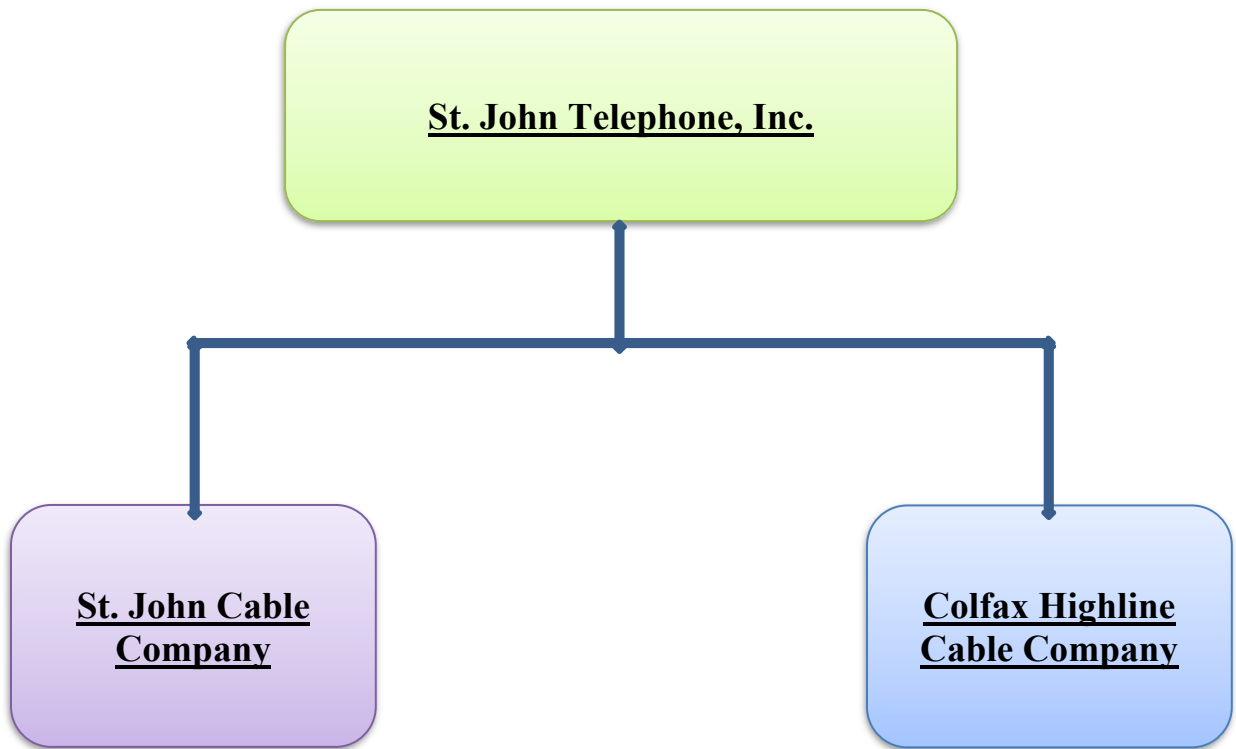 St. John Telephone, Inc.
St. John Cable
Company
Colfax Highline
Cable Company